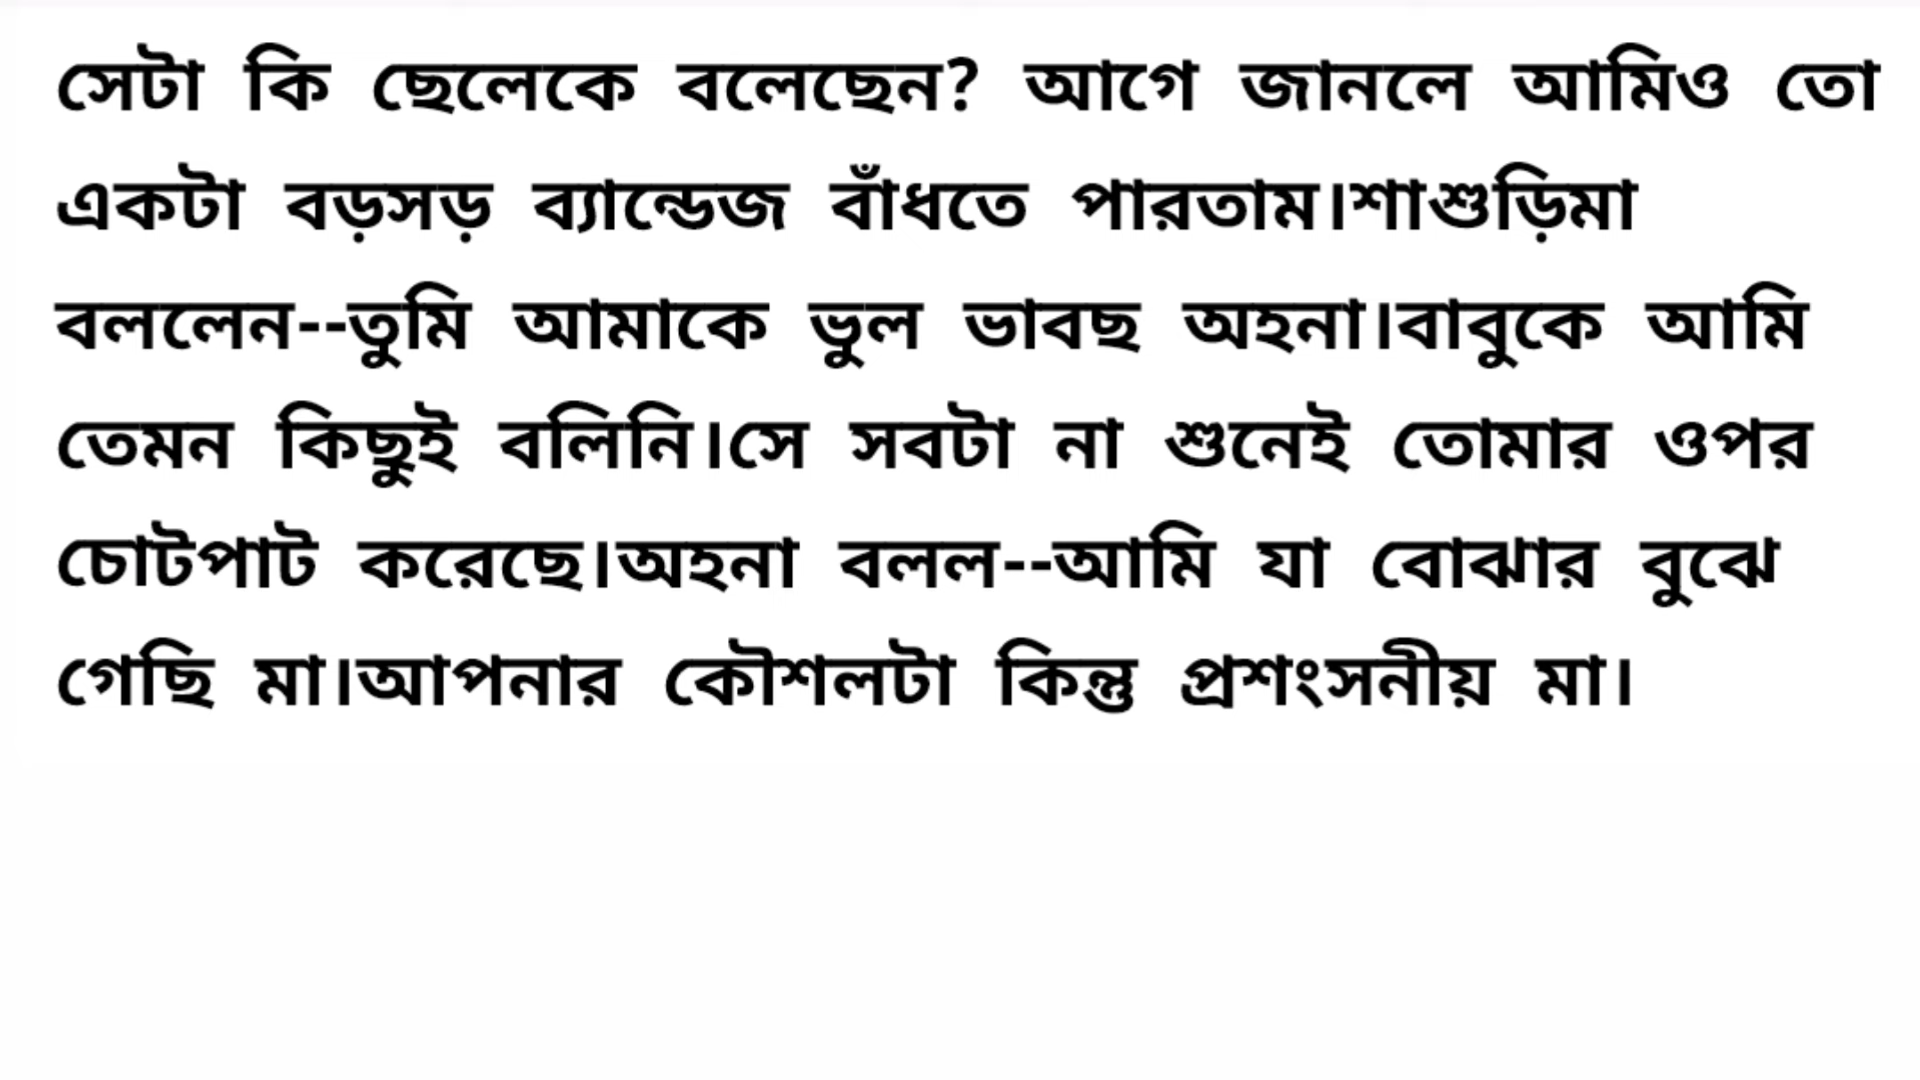 সেটা কি ছেলেকে বলেছেন? আগে জানলে আমিও তো
একটা বড়সড় ব্যান্ডেজ বাঁধতে পারতাম।শাশুড়িমা
বললেন--তুমি আমাকে ভুল ভাবছ অহনা।বাবুকে আমি
তেমন কিছুই বলিনি।সে সবটা না শুনেই তোমার ওপর
চোটপাট করেছে।অহনা বলল--আমি যা বোঝার বুঝে
গেছি মা।আপনার কৌশলটা কিন্তু প্রশংসনীয় মা।